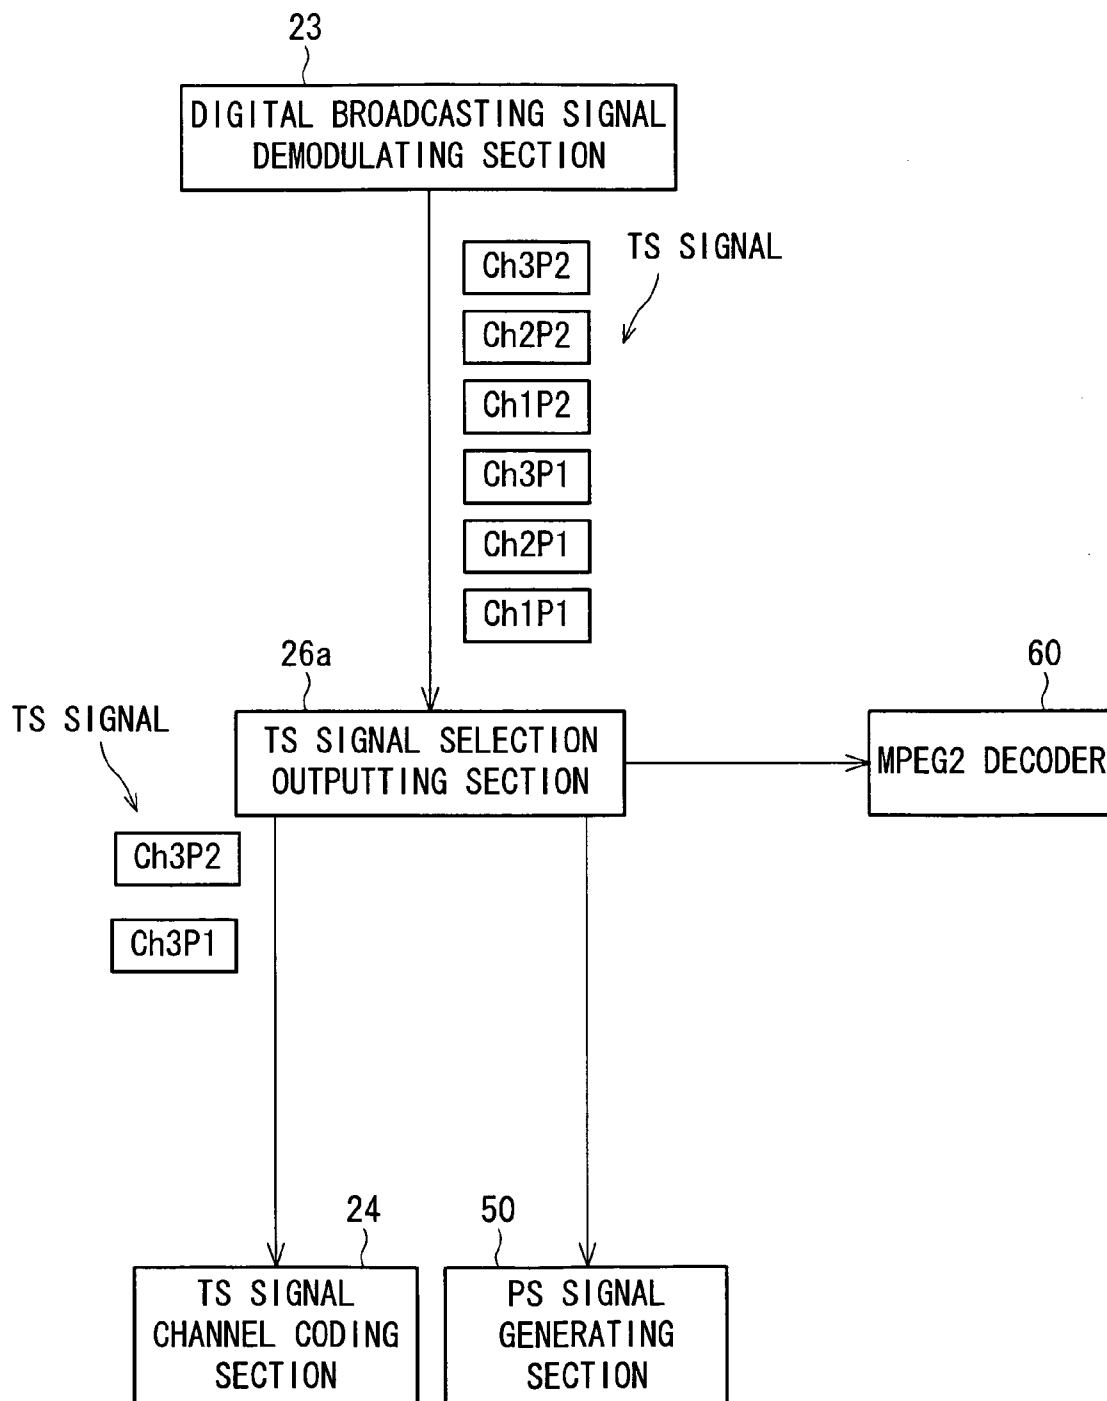 23
DIGITAL BROADCASTING SIGNAL
DEMODULATING SECTION
TS SIGNAL
Ch3P2
Ch2P2
Ch1P2
Ch3P1
Ch2P1
Ch1P1
26a
60
TS SIGNAL
TS SIGNAL SELECTION
OUTPUTTING SECTION
MPEG2 DECODER
Ch3P2
Ch3P1
24
50
TS SIGNAL
CHANNEL CODING
SECTION
PS SIGNAL
GENERATING
SECTION